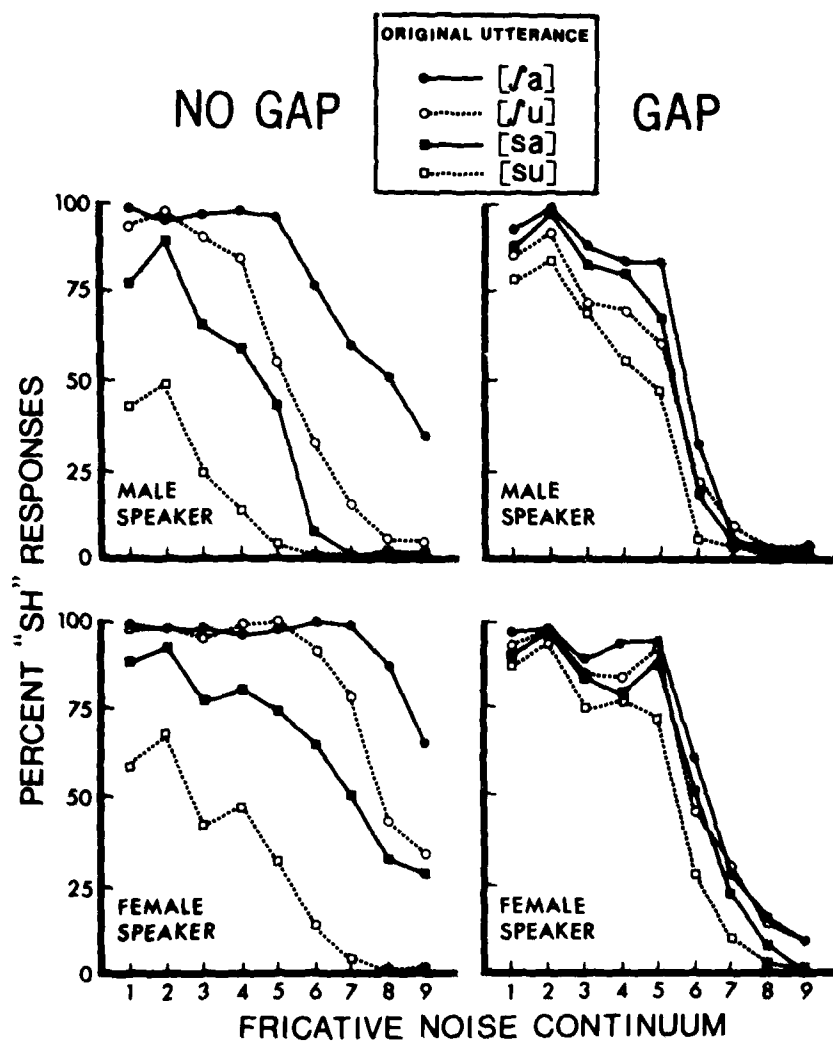 ORIGINAL UTTERANCE
[ʃa]
[ʃu]
[sa]
[su]
NO GAP
GAP
PERCENT "SH" RESPONSES
100
75
50
25
0
MALE
SPEAKER
MALE
SPEAKER
100
75
50
25
0
FEMALE
SPEAKER
FEMALE
SPEAKER
1 2 3 4 5 6 7 8 9
1 2 3 4 5 6 7 8 9
FRICATIVE NOISE CONTINUUM